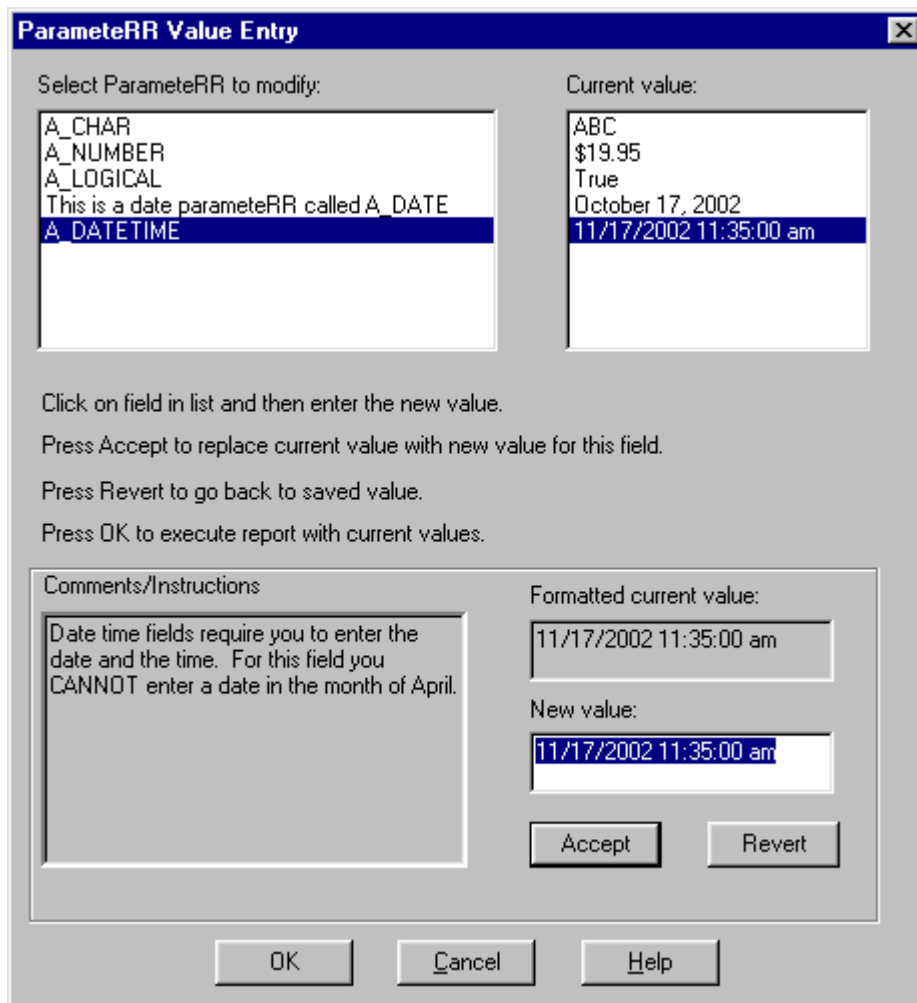 ParameteRR Value Entry
Select ParameteRR to modify:
Current value:
A_CHAR
ABC
A_NUMBER
$19.95
A_LOGICAL
True
This is a date parameteRR called A_DATE
October 17, 2002
A_DATETIME
11/17/2002 11:35:00 am
Click on field in list and then enter the new value.
Press Accept to replace current value with new value for this field.
Press Revert to go back to saved value.
Press OK to execute report with current values.
Comments/Instructions
Date time fields require you to enter the
date and the time.  For this field you
CANNOT enter a date in the month of April.
Formatted current value:
11/17/2002 11:35:00 am
New value:
11/17/2002 11:35:00 am
Accept
Revert
OK
Cancel
Help